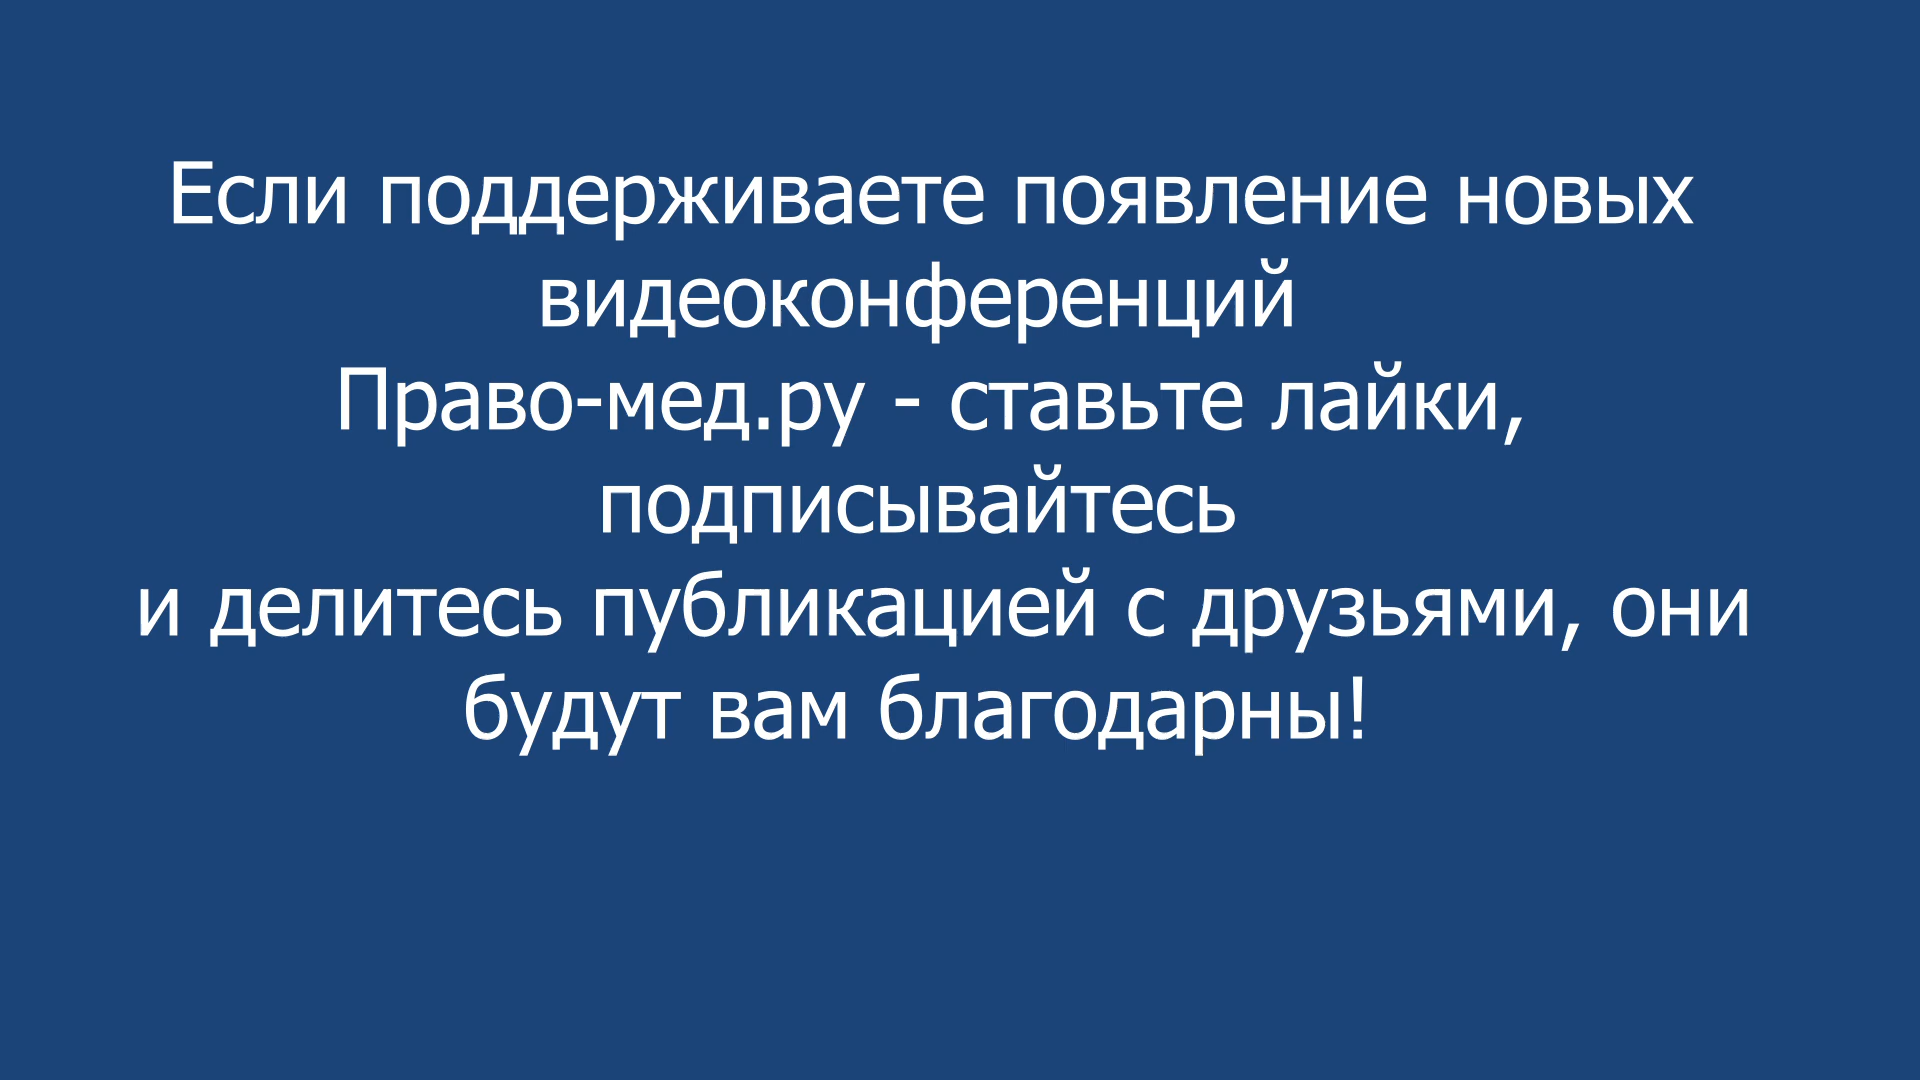 Если поддерживаете появление новых
видеоконференций
Право-мед.ру - ставьте лайки,
подписывайтесь
и делитесь публикацией с друзьями, они
будут вам благодарны!